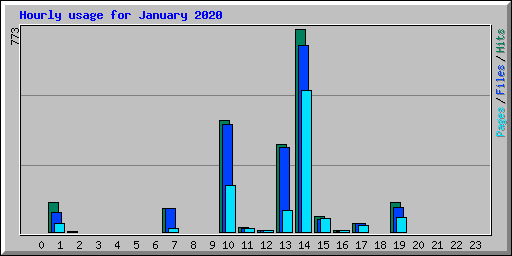 Hourly usage for January 2020
773
Pages/Files/Hits
0 1 2 3 4 5 6 7 8 9 10 11 12 13 14 15 16 17 18 19 20 21 22 23